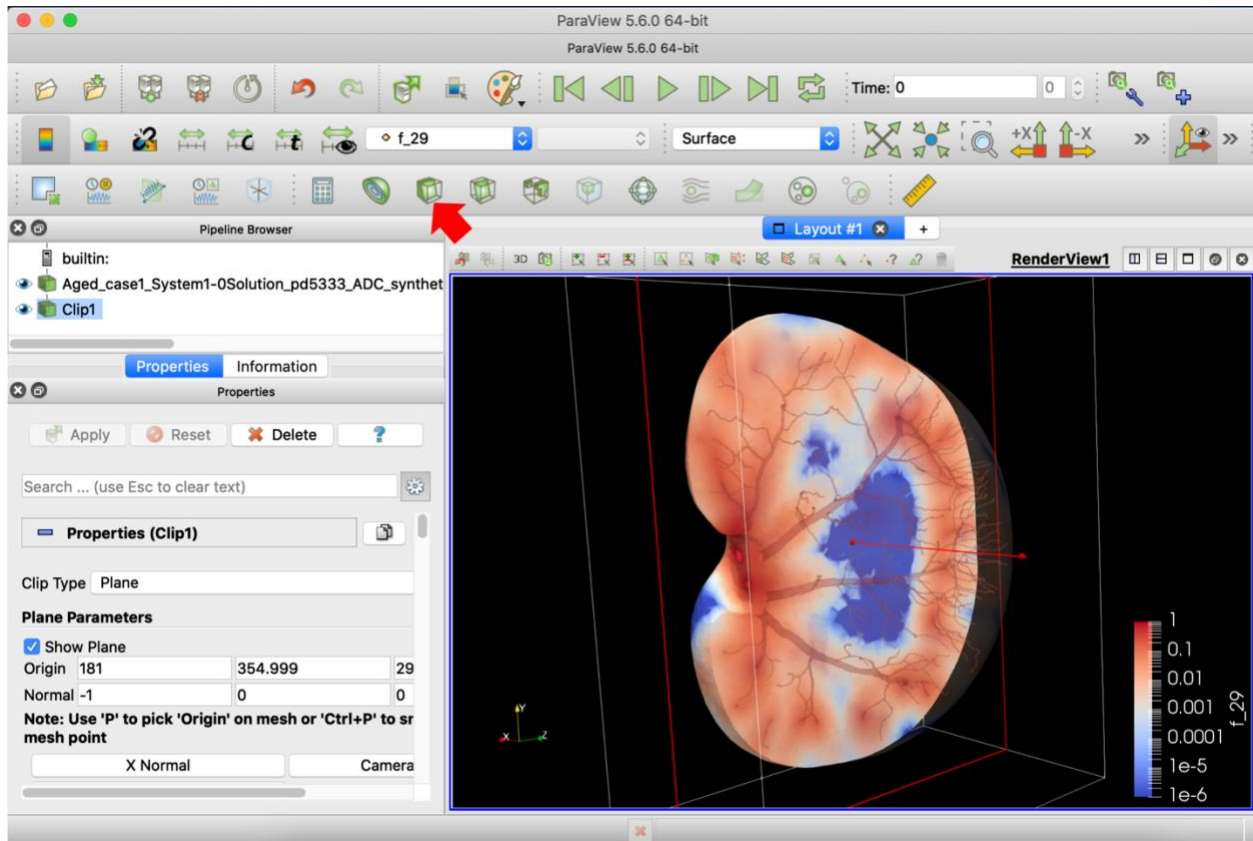 ParaView 5.6.0 64-bit
ParaView 5.6.0 64-bit
Time: 0 0
f_29 Surface +X -X
Pipeline Browser
Layout #1 +
3D RenderView1
builtin:
Aged_case1_System1-0Solution_pd5333_ADC_synthet
Clip1
Properties Information
Properties
Apply Reset Delete ?
Search ... (use Esc to clear text)
Properties (Clip1)
Clip Type Plane
Plane Parameters
Show Plane
Origin 181 354.999 29
Normal -1 0 0
Note: Use 'P' to pick 'Origin' on mesh or 'Ctrl+P' to sn
mesh point
X Normal Camera
Y
X Z
1
0.1
0.01
0.001
0.0001
1e-5
1e-6
f_29